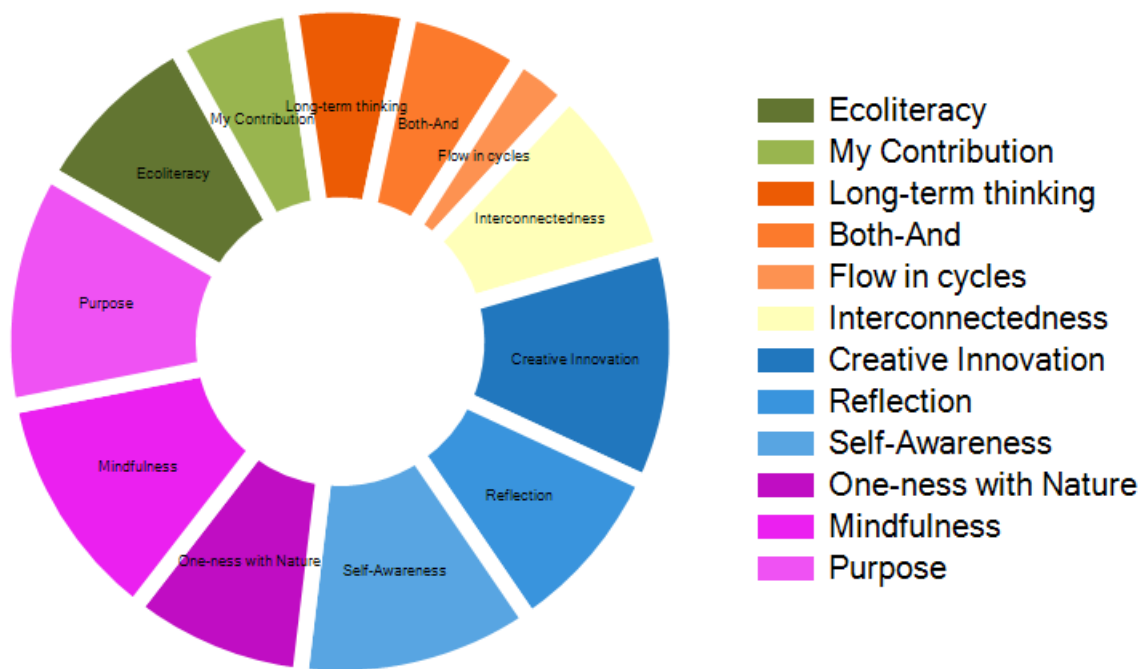 Long-term thinking
My Contribution
Both-And
Flow in cycles
Ecoliteracy
Interconnectedness
Purpose
Creative Innovation
Mindfulness
Reflection
One-ness with Nature
Self-Awareness
Ecoliteracy
My Contribution
Long-term thinking
Both-And
Flow in cycles
Interconnectedness
Creative Innovation
Reflection
Self-Awareness
One-ness with Nature
Mindfulness
Purpose